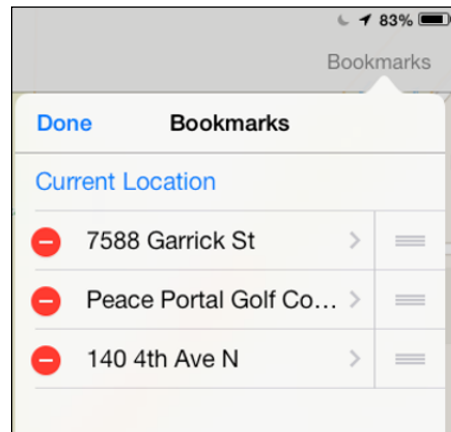 83%
Bookmarks
Done Bookmarks
Current Location
7588 Garrick St
Peace Portal Golf Co...
140 4th Ave N